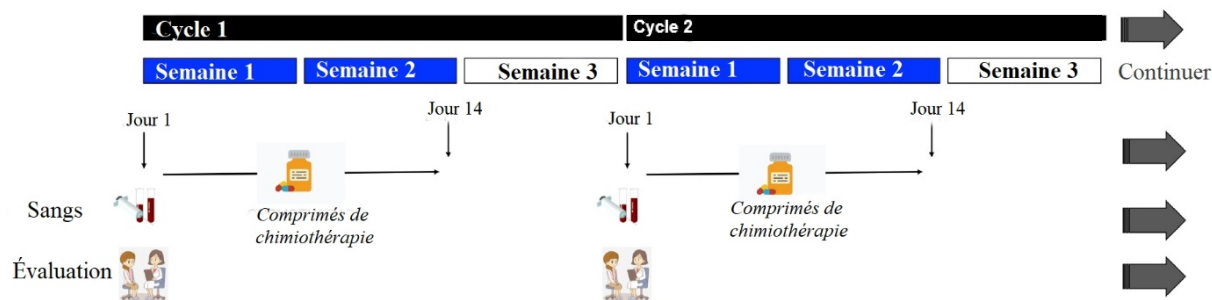 Cycle 1 Cycle 2
Semaine 1 Semaine 2 Semaine 3 Semaine 1 Semaine 2 Semaine 3 Continuer
Jour 1 Jour 14 Jour 1 Jour 14
Sangs
Comprimés de Comprimés de
chimiothérapie chimiothérapie
Évaluation